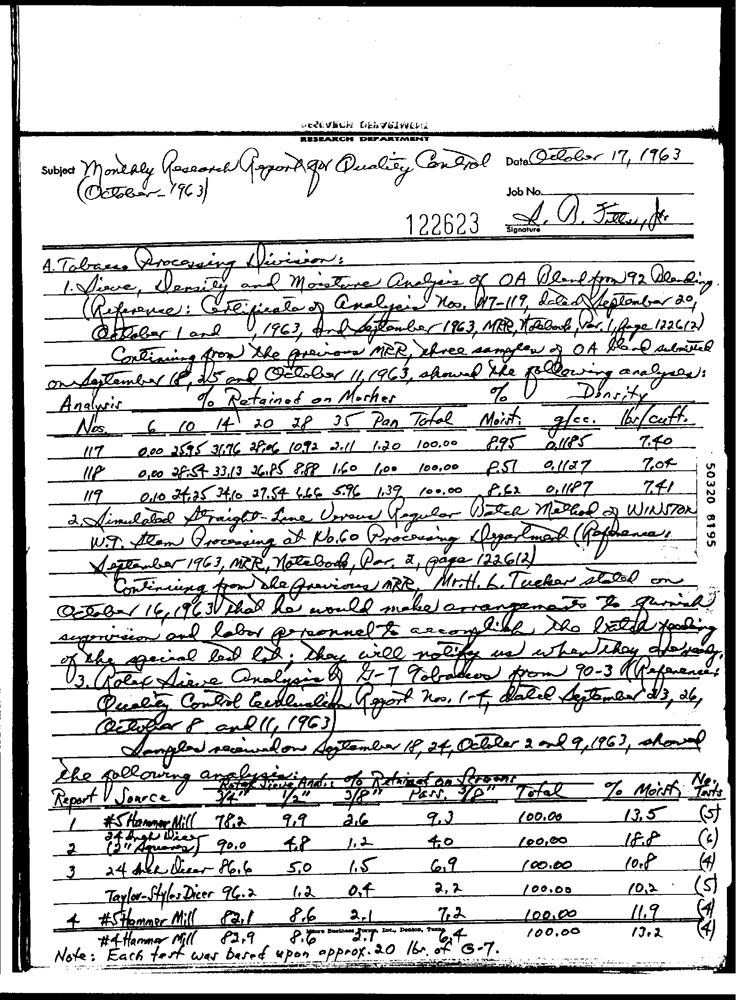 RESEARCH DEPARTMENT
Subject Monthly Research Report for Quality Control Date October 17, 1963
(October-1963)
Job No.
122623
Signature
A. Tobacco Processing Division:
1. Sieve, Density and Moisture Analysis of OA Blend from 92 Blending
(Reference: Certificate of Analysis Nos. 117-119, dated September 20,
October 1 and , 1963, and September 1963, MRR, Notebook, Par. 1, page 122612)
Continuing from the previous MRR, three samples of OA blend submitted
on September 18, 25 and October 11, 1963, showed the following analyses:
Analysis % Retained on Meshes % Density
Nos. 6 10 14 20 28 35 Pan Total Moist. g/cc. lbs/cuft.
117 0.00 25.95 31.76 28.06 10.92 2.11 1.20 100.00 8.95 0.1185 7.40
118 0.00 28.54 33.13 26.85 8.88 1.60 1.00 100.00 8.51 0.1127 7.04
119 0.10 24.25 34.10 27.54 6.66 5.96 1.39 100.00 8.62 0.1187 7.41
2. Simulated Straight-Line Versus Regular Batch Method of WINSTON
W.T. Stem Processing at No. 60 Processing Department (Reference:
September 1963, MRR, Notebook, Par. 2, page 122612)
Continuing from the previous MRR, Mr. H. L. Tucker stated on
October 16, 1963 that he would make arrangements to furnish
supervision and labor personnel to accomplish the batch feeding
of the special test lot; they will notify us when they are ready.
3. Rotex Sieve Analysis of G-7 Tobaccos from 90-3 (Reference:
Quality Control Evaluation Report Nos. 1-4, dated September 23, 26,
October 8 and 11, 1963)
Samples received on September 18, 24, October 2 and 9, 1963, showed
the following analysis:
Rotex Sieve Anal.: % Retained on Screens No.
Report Source 3/4" 1/2" 3/8" Pass. 3/8" Total % Moist. Tests
1 #5 Hammer Mill 78.2 9.9 2.6 9.3 100.00 13.5 (5)
2 24 Inch Dicer (2" Squares) 90.0 4.8 1.2 4.0 100.00 18.8 (6)
3 24 Inch Dicer 86.6 5.0 1.5 6.9 100.00 10.8 (4)
Taylor-Styles Dicer 96.2 1.2 0.4 2.2 100.00 10.2 (5)
4 #5 Hammer Mill 82.1 8.6 2.1 7.2 100.00 11.9 (4)
#4 Hammer Mill 82.9 8.6 2.1 6.4 100.00 13.2 (4)
Moore Business Forms, Inc., Denton, Texas
Note: Each test was based upon approx. 20 lbs. of G-7.
50320 8195